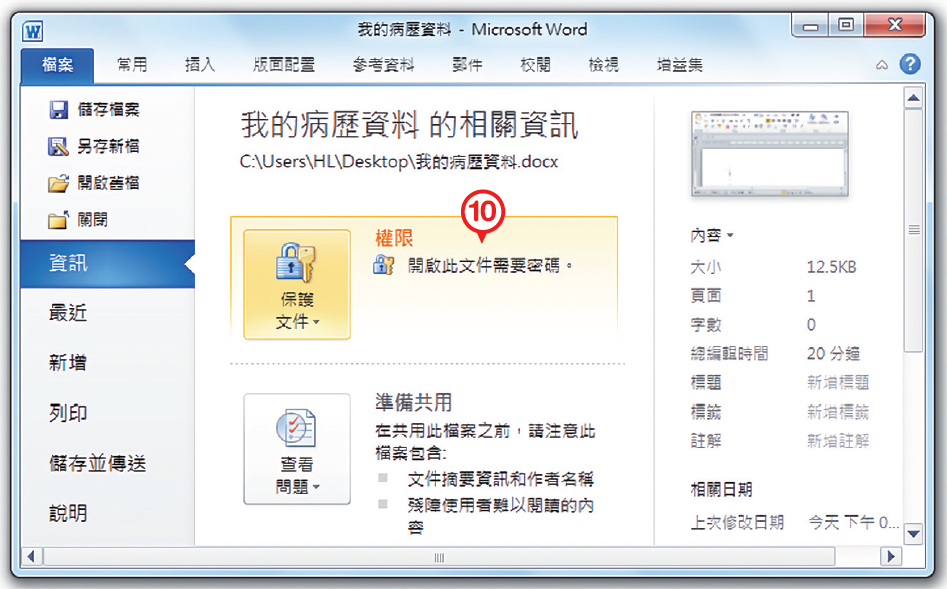 我的病歷資料 - Microsoft Word
檔案 常用 插入 版面配置 參考資料 郵件 校閱 檢視 增益集
儲存檔案
另存新檔
開啟舊檔
關閉
資訊
最近
新增
列印
儲存並傳送
說明
我的病歷資料 的相關資訊
C:\Users\HL\Desktop\我的病歷資料.docx
10
保護
文件
權限
開啟此文件需要密碼。
查看
問題
準備共用
在共用此檔案之前，請注意此
檔案包含:
文件摘要資訊和作者名稱
殘障使用者難以閱讀的內
容
內容
大小 12.5KB
頁面 1
字數 0
總編輯時間 20 分鐘
標題 新增標題
標籤 新增標籤
註解 新增註解
相關日期
上次修改日期 今天 下午 0...